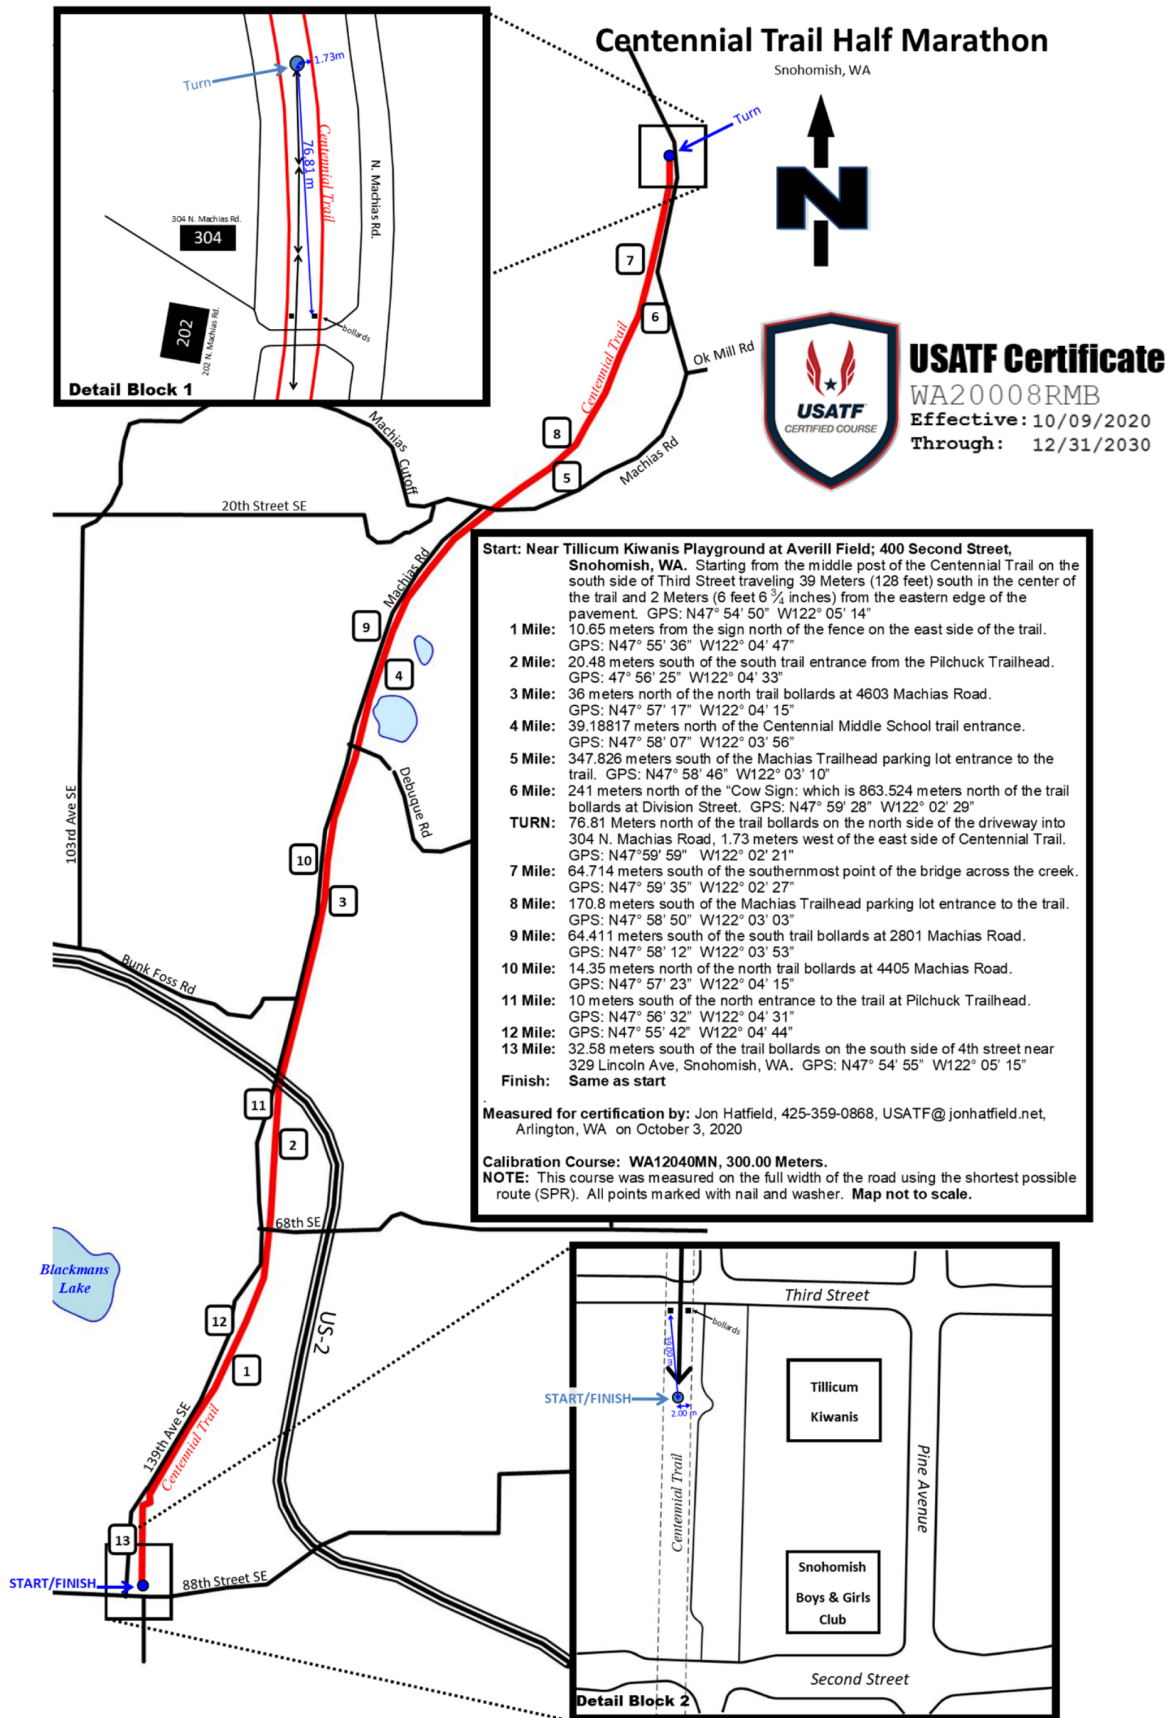 Centennial Trail Half Marathon
Snohomish, WA
Turn
1.73m
76.81 m
Centennial Trail
N. Machias Rd.
304 N. Machias Rd.
304
202
202 N. Machias Rd.
bollards
Detail Block 1
Turn
N
7
6
Ok Mill Rd
Centennial Trail
8
5
Machias Rd
Machias Cutoff
20th Street SE
USATF
CERTIFIED COURSE
USATF Certificate
WA20008RMB
Effective: 10/09/2020
Through: 12/31/2030
Machias Rd
9
4
Debuque Rd
103rd Ave SE
10
3
Bunk Foss Rd
11
2
68th SE
US-2
Blackmans
Lake
12
1
139th Ave SE
Centennial Trail
13
START/FINISH
88th Street SE
Start: Near Tillicum Kiwanis Playground at Averill Field; 400 Second Street,
Snohomish, WA. Starting from the middle post of the Centennial Trail on the
south side of Third Street traveling 39 Meters (128 feet) south in the center of
the trail and 2 Meters (6 feet 6 ¾ inches) from the eastern edge of the
pavement. GPS: N47° 54' 50" W122° 05' 14"
1 Mile: 10.65 meters from the sign north of the fence on the east side of the trail.
GPS: N47° 55' 36" W122° 04' 47"
2 Mile: 20.48 meters south of the south trail entrance from the Pilchuck Trailhead.
GPS: 47° 56' 25" W122° 04' 33"
3 Mile: 36 meters north of the north trail bollards at 4603 Machias Road.
GPS: N47° 57' 17" W122° 04' 15"
4 Mile: 39.18817 meters north of the Centennial Middle School trail entrance.
GPS: N47° 58' 07" W122° 03' 56"
5 Mile: 347.826 meters south of the Machias Trailhead parking lot entrance to the
trail. GPS: N47° 58' 46" W122° 03' 10"
6 Mile: 241 meters north of the "Cow Sign: which is 863.524 meters north of the trail
bollards at Division Street. GPS: N47° 59' 28" W122° 02' 29"
TURN: 76.81 Meters north of the trail bollards on the north side of the driveway into
304 N. Machias Road, 1.73 meters west of the east side of Centennial Trail.
GPS: N47°59' 59" W122° 02' 21"
7 Mile: 64.714 meters south of the southernmost point of the bridge across the creek.
GPS: N47° 59' 35" W122° 02' 27"
8 Mile: 170.8 meters south of the Machias Trailhead parking lot entrance to the trail.
GPS: N47° 58' 50" W122° 03' 03"
9 Mile: 64.411 meters south of the south trail bollards at 2801 Machias Road.
GPS: N47° 58' 12" W122° 03' 53"
10 Mile: 14.35 meters north of the north trail bollards at 4405 Machias Road.
GPS: N47° 57' 23" W122° 04' 15"
11 Mile: 10 meters south of the north entrance to the trail at Pilchuck Trailhead.
GPS: N47° 56' 32" W122° 04' 31"
12 Mile: GPS: N47° 55' 42" W122° 04' 44"
13 Mile: 32.58 meters south of the trail bollards on the south side of 4th street near
329 Lincoln Ave, Snohomish, WA. GPS: N47° 54' 55" W122° 05' 15"
Finish: Same as start
.
Measured for certification by: Jon Hatfield, 425-359-0868, USATF@jonhatfield.net,
Arlington, WA on October 3, 2020
Calibration Course: WA12040MN, 300.00 Meters.
NOTE: This course was measured on the full width of the road using the shortest possible
route (SPR). All points marked with nail and washer. Map not to scale.
Third Street
bollards
39.00 m
START/FINISH
2.00 m
Tillicum
Kiwanis
Centennial Trail
Pine Avenue
Snohomish
Boys & Girls
Club
Second Street
Detail Block 2